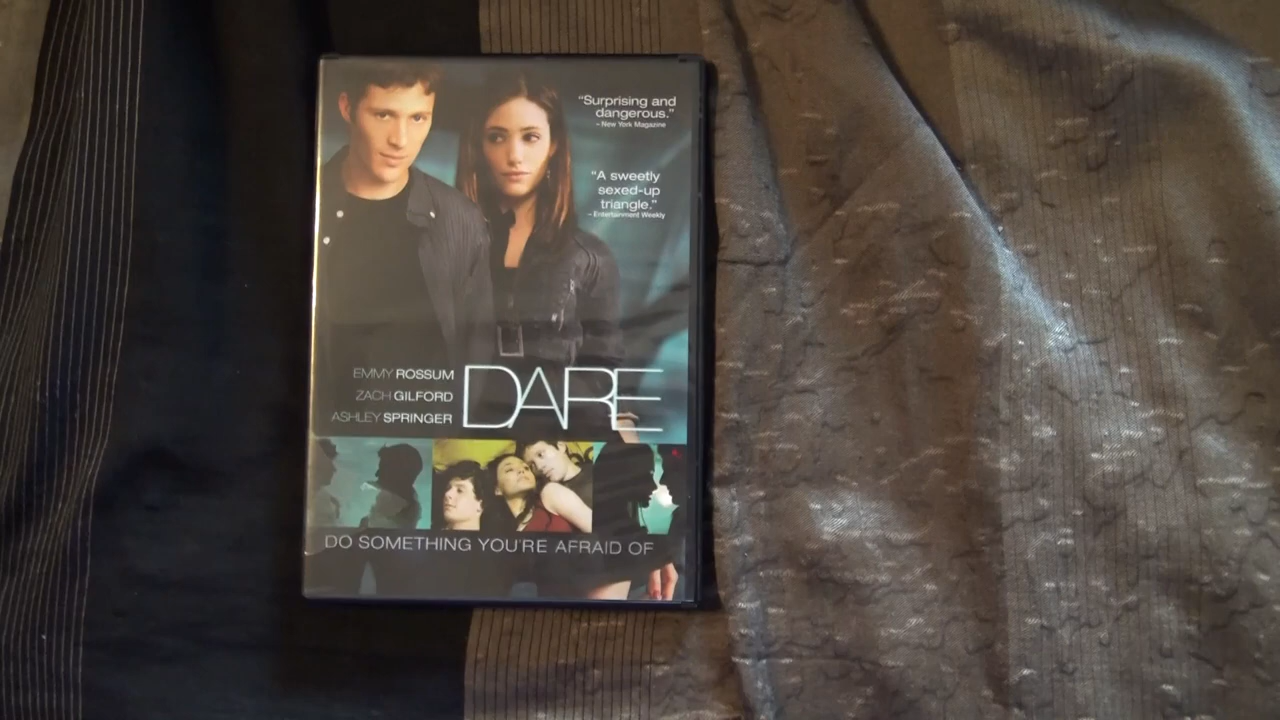 “Surprising and
dangerous.”
– New York Magazine
“A sweetly
sexed-up
triangle.”
– Entertainment Weekly
EMMY ROSSUM
ZACH GILFORD
ASHLEY SPRINGER
DARE
DO SOMETHING YOU'RE AFRAID OF